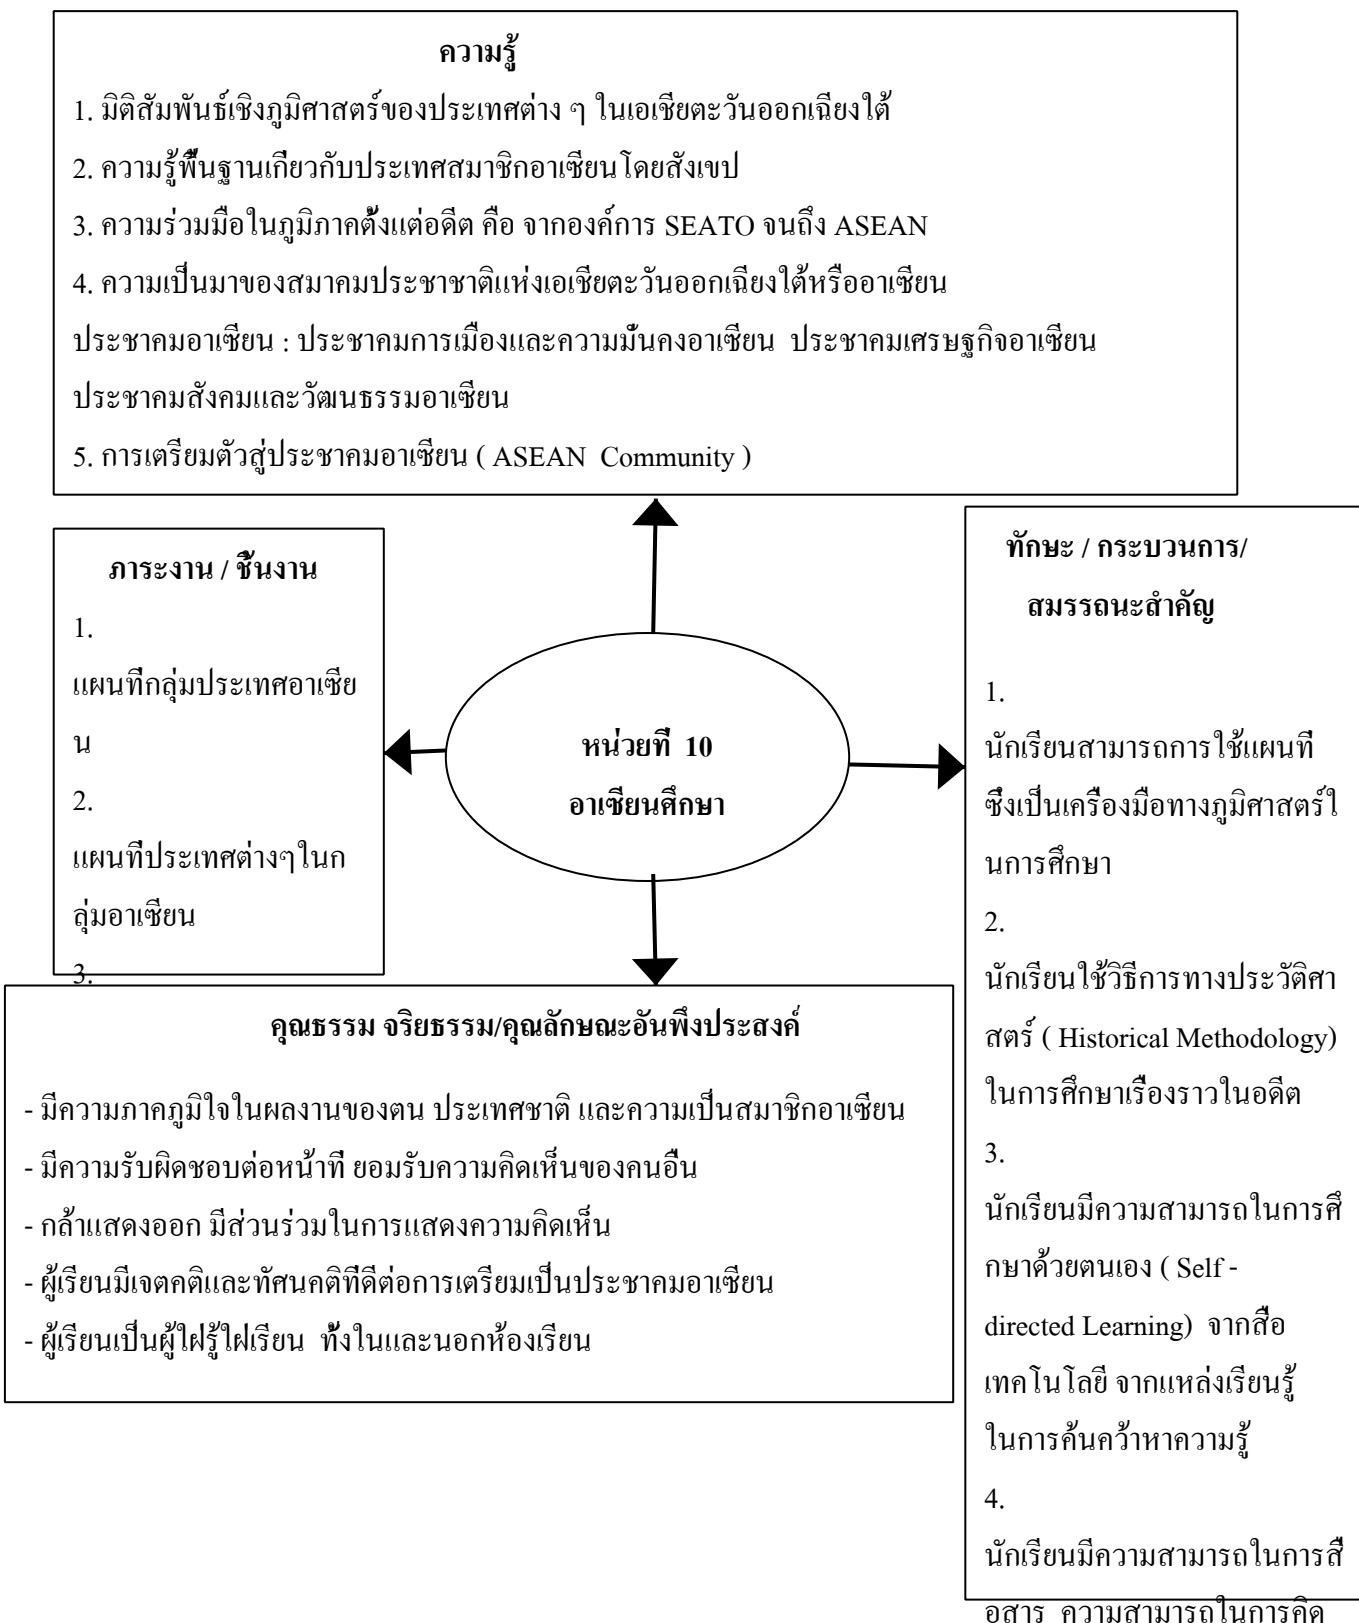 ความรู้
1. มิติสัมพันธ์เชิงภูมิศาสตร์ของประเทศต่าง ๆ ในเอเชียตะวันออกเฉียงใต้
2. ความรู้พื้นฐานเกี่ยวกับประเทศสมาชิกอาเซียนโดยสังเขป
3. ความร่วมมือในภูมิภาคตั้งแต่อดีต คือ จากองค์การ SEATO จนถึง ASEAN
4. ความเป็นมาของสมาคมประชาชาติแห่งเอเชียตะวันออกเฉียงใต้หรืออาเซียน
ประชาคมอาเซียน : ประชาคมการเมืองและความมั่นคงอาเซียน ประชาคมเศรษฐกิจอาเซียน
ประชาคมสังคมและวัฒนธรรมอาเซียน
5. การเตรียมตัวสู่ประชาคมอาเซียน ( ASEAN Community )
ภาระงาน / ชิ้นงาน
1.
แผนที่กลุ่มประเทศอาเซีย
น
2.
แผนที่ประเทศต่างๆในก
ลุ่มอาเซียน
3.
หน่วยที่ 10
อาเซียนศึกษา
ทักษะ / กระบวนการ/
สมรรถนะสำคัญ
1.
นักเรียนสามารถการใช้แผนที่
ซึ่งเป็นเครื่องมือทางภูมิศาสตร์ใ
นการศึกษา
2.
นักเรียนใช้วิธีการทางประวัติศา
สตร์ ( Historical Methodology)
ในการศึกษาเรื่องราวในอดีต
3.
นักเรียนมีความสามารถในการศึ
กษาด้วยตนเอง ( Self -
directed Learning) จากสื่อ
เทคโนโลยี จากแหล่งเรียนรู้
ในการค้นคว้าหาความรู้
4.
นักเรียนมีความสามารถในการสื่
อสาร ความสามารถในการคิด
คุณธรรม จริยธรรม/คุณลักษณะอันพึงประสงค์
- มีความภาคภูมิใจในผลงานของตน ประเทศชาติ และความเป็นสมาชิกอาเซียน
- มีความรับผิดชอบต่อหน้าที่ ยอมรับความคิดเห็นของคนอื่น
- กล้าแสดงออก มีส่วนร่วมในการแสดงความคิดเห็น
- ผู้เรียนมีเจตคติและทัศนคติที่ดีต่อการเตรียมเป็นประชาคมอาเซียน
- ผู้เรียนเป็นผู้ใฝ่รู้ใฝ่เรียน ทั้งในและนอกห้องเรียน